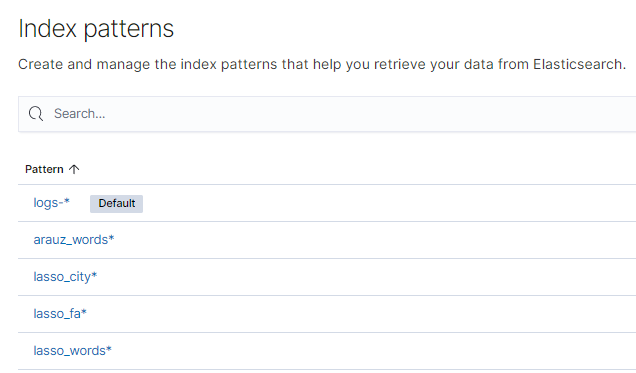 Index patterns
Create and manage the index patterns that help you retrieve your data from Elasticsearch.
Search...
Pattern ↑
logs-* Default
arauz_words*
lasso_city*
lasso_fa*
lasso_words*